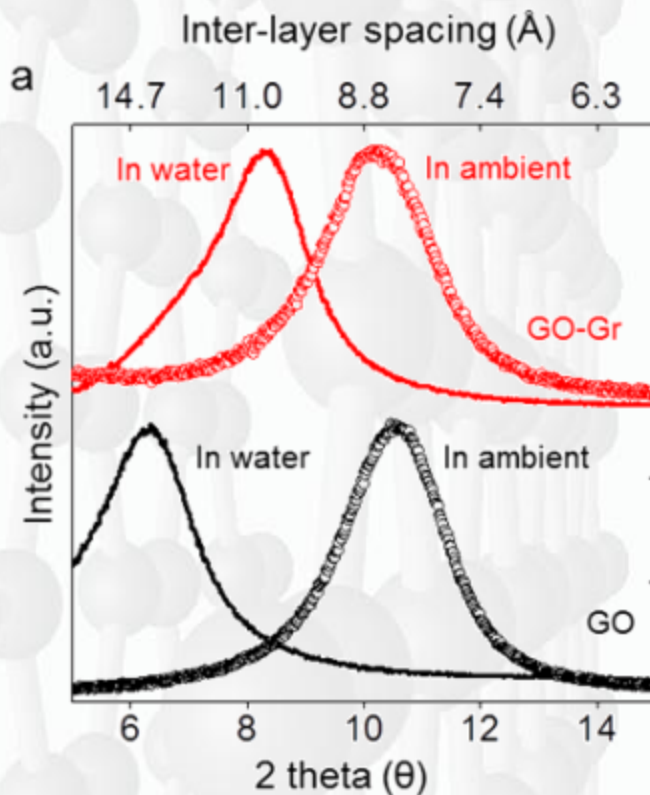 Inter-layer spacing (Å)
a
14.7 11.0 8.8 7.4 6.3
In water
In ambient
GO-Gr
Intensity (a.u.)
In water
In ambient
GO
6 8 10 12 14
2 theta (θ)